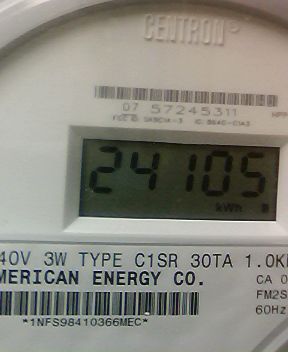 CENTRON®
07 57245311
24105
kWh
40V 3W TYPE C1SR 30TA 1.0K
MERICAN ENERGY CO.
CA 0
FM2S
60Hz
*1NFS98410366MEC*